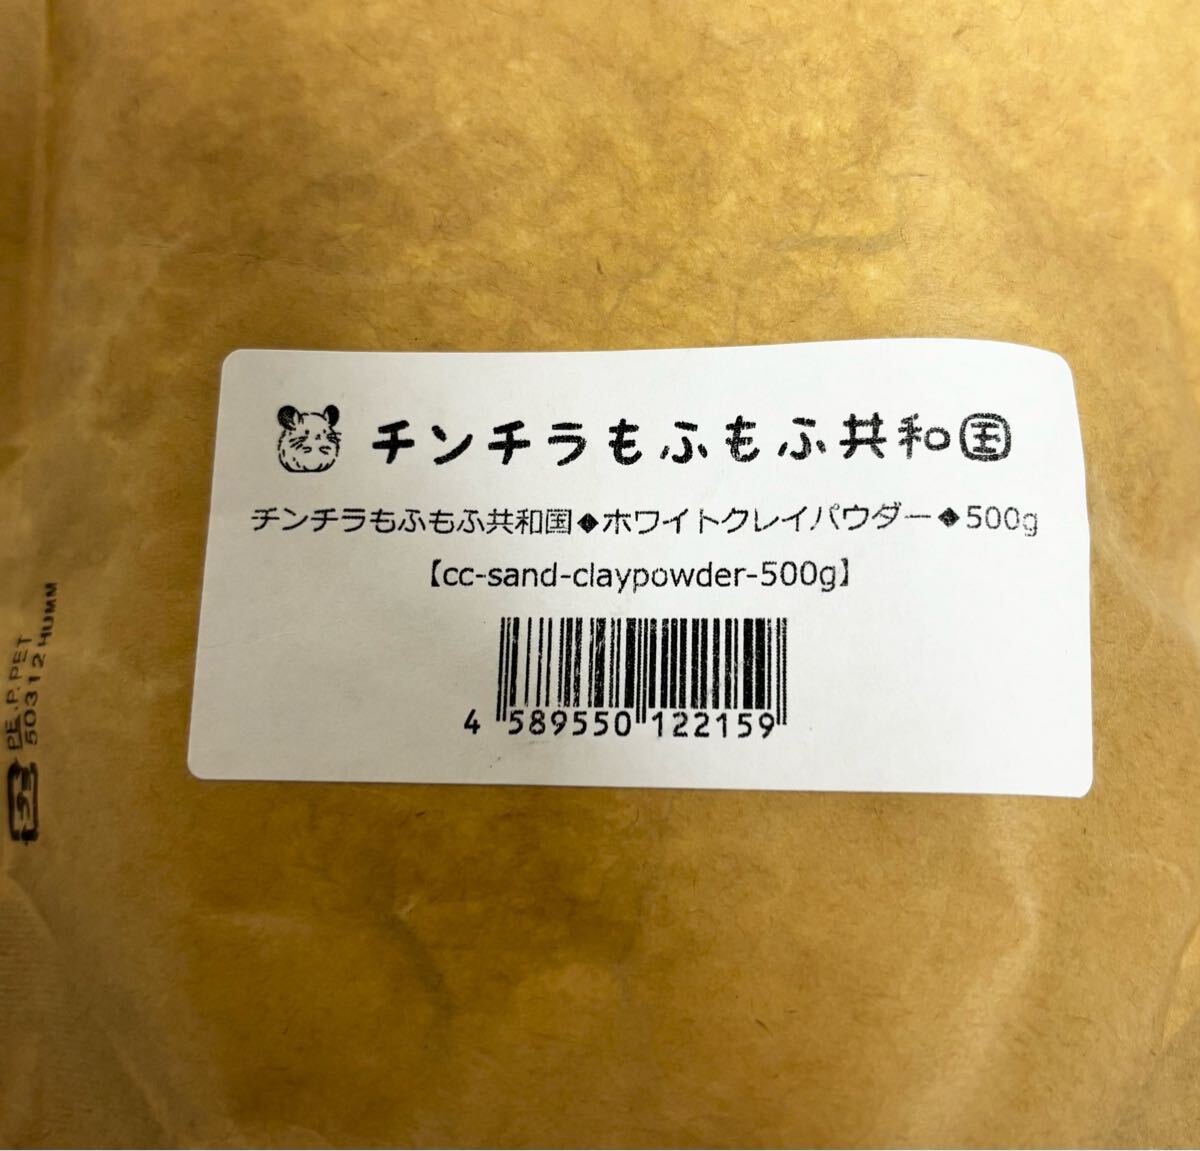 チンチラもふもふ共和国
チンチラもふもふ共和国◆ホワイトクレイパウダー◆500g
【cc-sand-claypowder-500g】
4 589550 122159
PE,P,PET
50312 HUMM